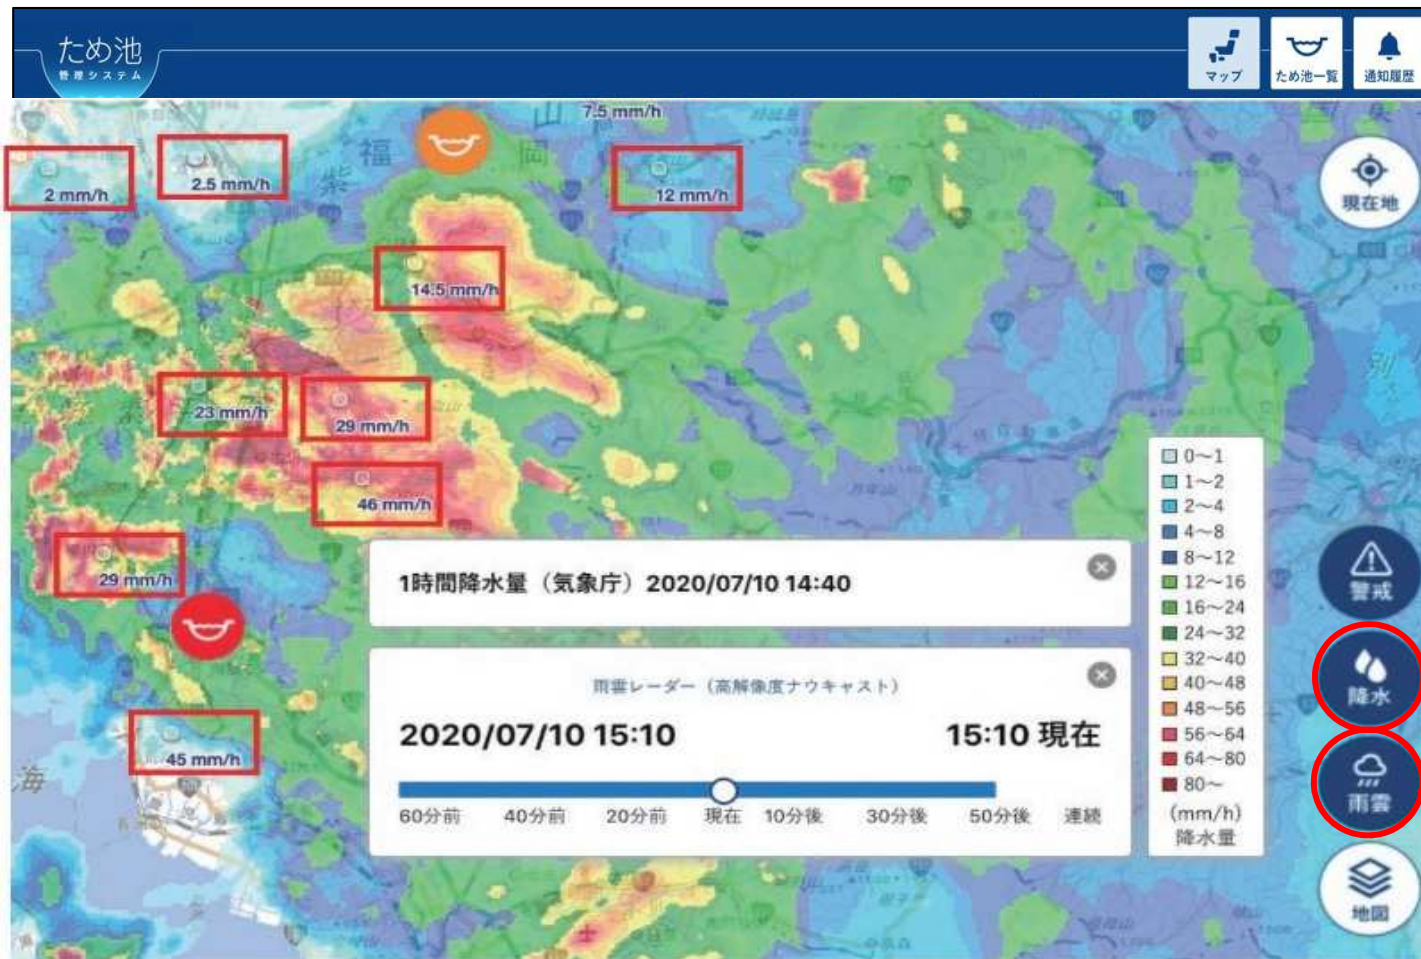 ため池
管理システム
マップ
ため池一覧
通知履歴
7.5 mm/h
福
山
岡
紫
2 mm/h
2.5 mm/h
12 mm/h
現在地
14.5 mm/h
23 mm/h
29 mm/h
46 mm/h
29 mm/h
45 mm/h
海
別
1時間降水量（気象庁）2020/07/10 14:40
雨雲レーダー（高解像度ナウキャスト）
2020/07/10 15:10
15:10 現在
60分前
40分前
20分前
現在
10分後
30分後
50分後
連続
0～1
1～2
2～4
4～8
8～12
12～16
16～24
24～32
32～40
40～48
48～56
56～64
64～80
80～
(mm/h)
降水量
警戒
降水
雨雲
地図